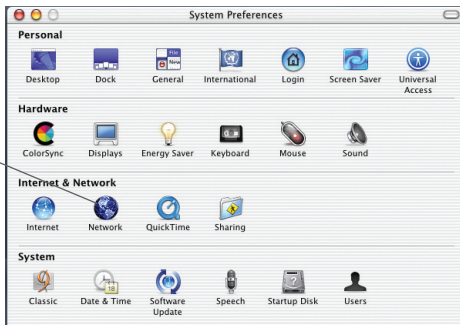 System Preferences
Personal
Desktop Dock General International Login Screen Saver Universal Access
Hardware
ColorSync Displays Energy Saver Keyboard Mouse Sound
Internet & Network
Internet Network QuickTime Sharing
System
Classic Date & Time Software Update Speech Startup Disk Users